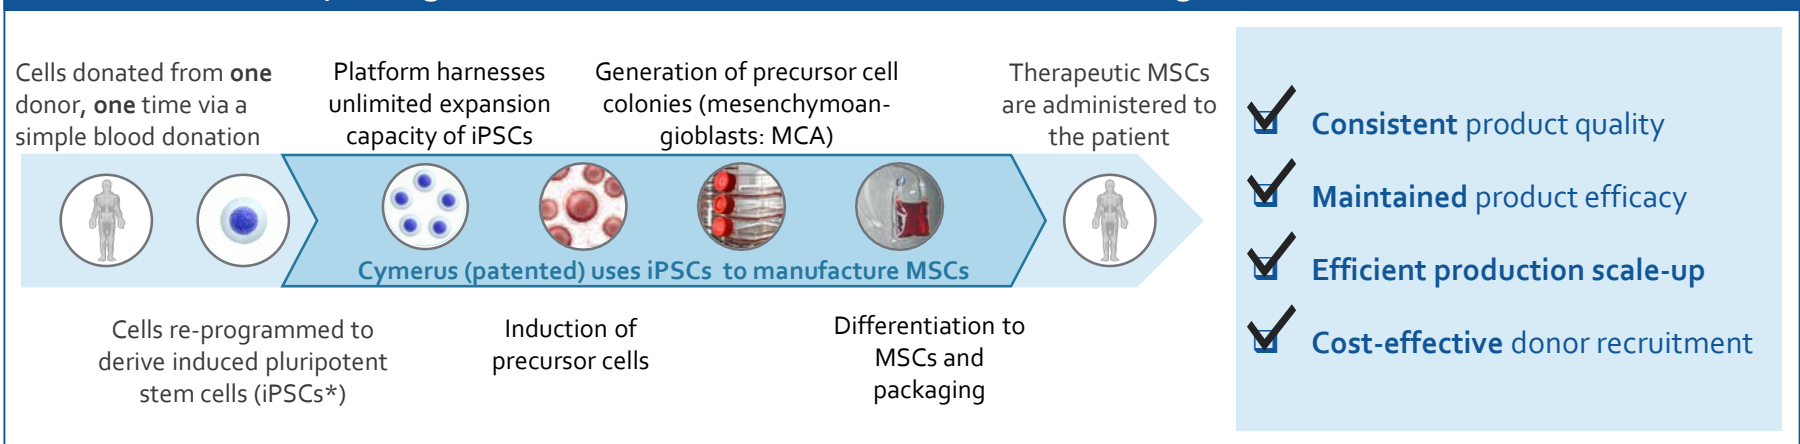 Cells donated from one
donor, one time via a
simple blood donation
Platform harnesses
unlimited expansion
capacity of iPSCs
Generation of precursor cell
colonies (mesenchymoan-
gioblasts: MCA)
Therapeutic MSCs
are administered to
the patient
Cymerus (patented) uses iPSCs to manufacture MSCs
Cells re-programmed to
derive induced pluripotent
stem cells (iPSCs*)
Induction of
precursor cells
Differentiation to
MSCs and
packaging
Consistent product quality
Maintained product efficacy
Efficient production scale-up
Cost-effective donor recruitment